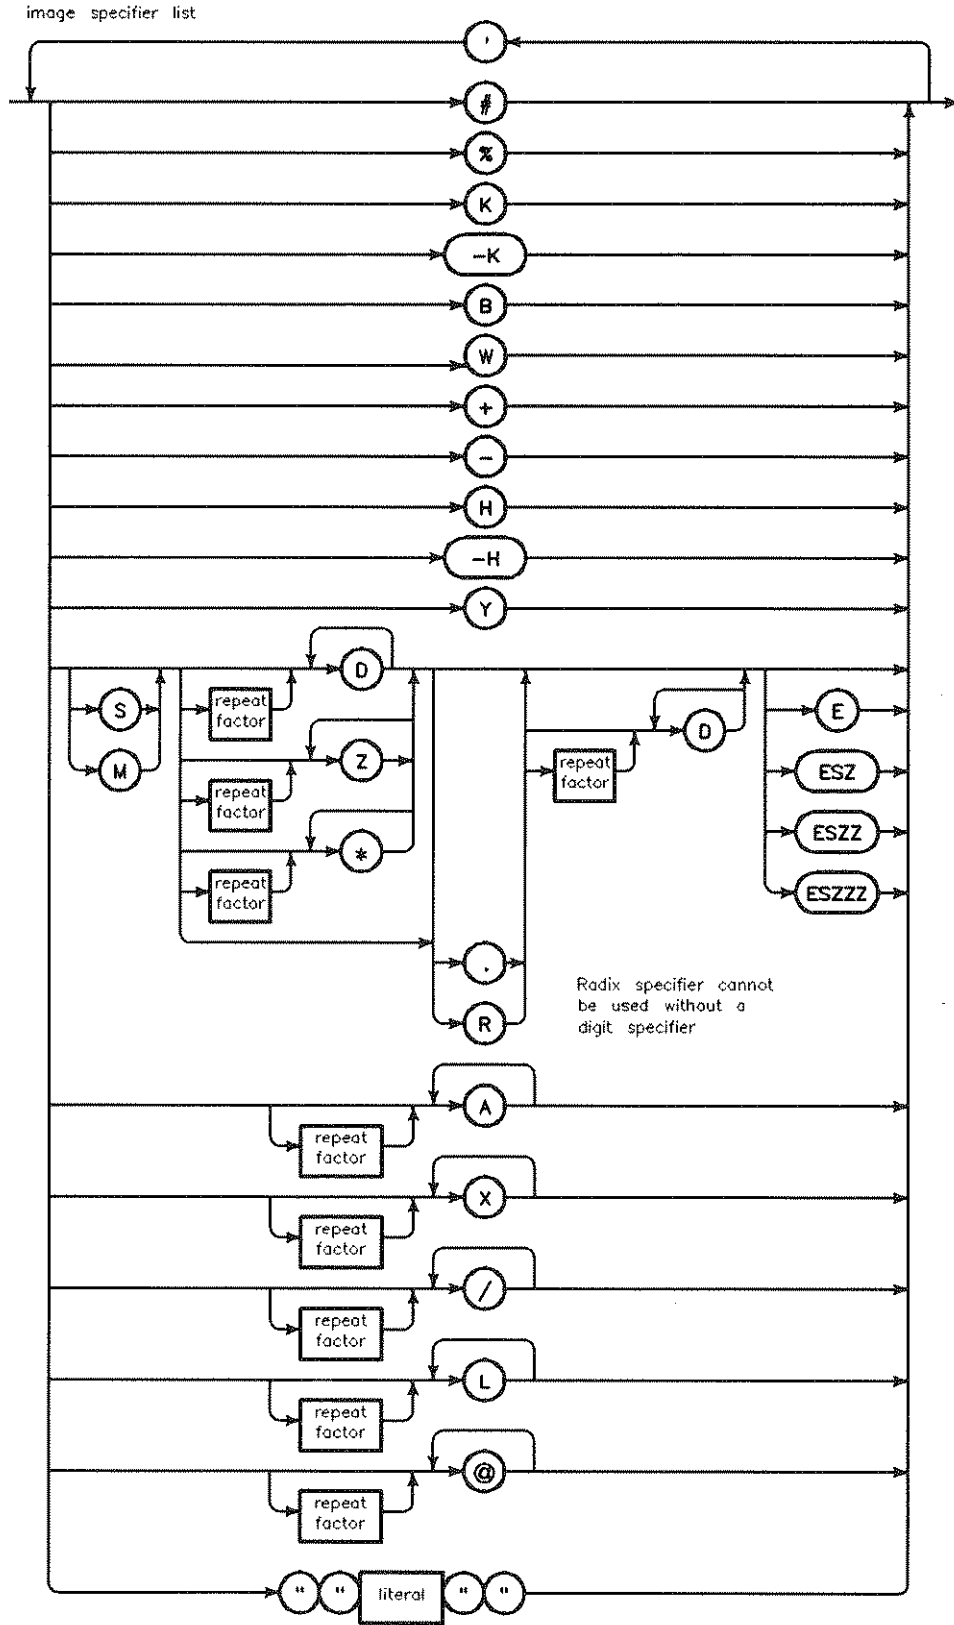 image specifier list
,
#
%
K
-K
B
W
+
-
H
-H
Y
D
repeat
factor
S
D
E
repeat
factor
Z
M
ESZ
repeat
factor
*
ESZZ
repeat
factor
ESZZZ
.
Radix specifier cannot
be used without a
digit specifier
R
A
repeat
factor
X
repeat
factor
/
repeat
factor
L
repeat
factor
@
repeat
factor
" " literal " "